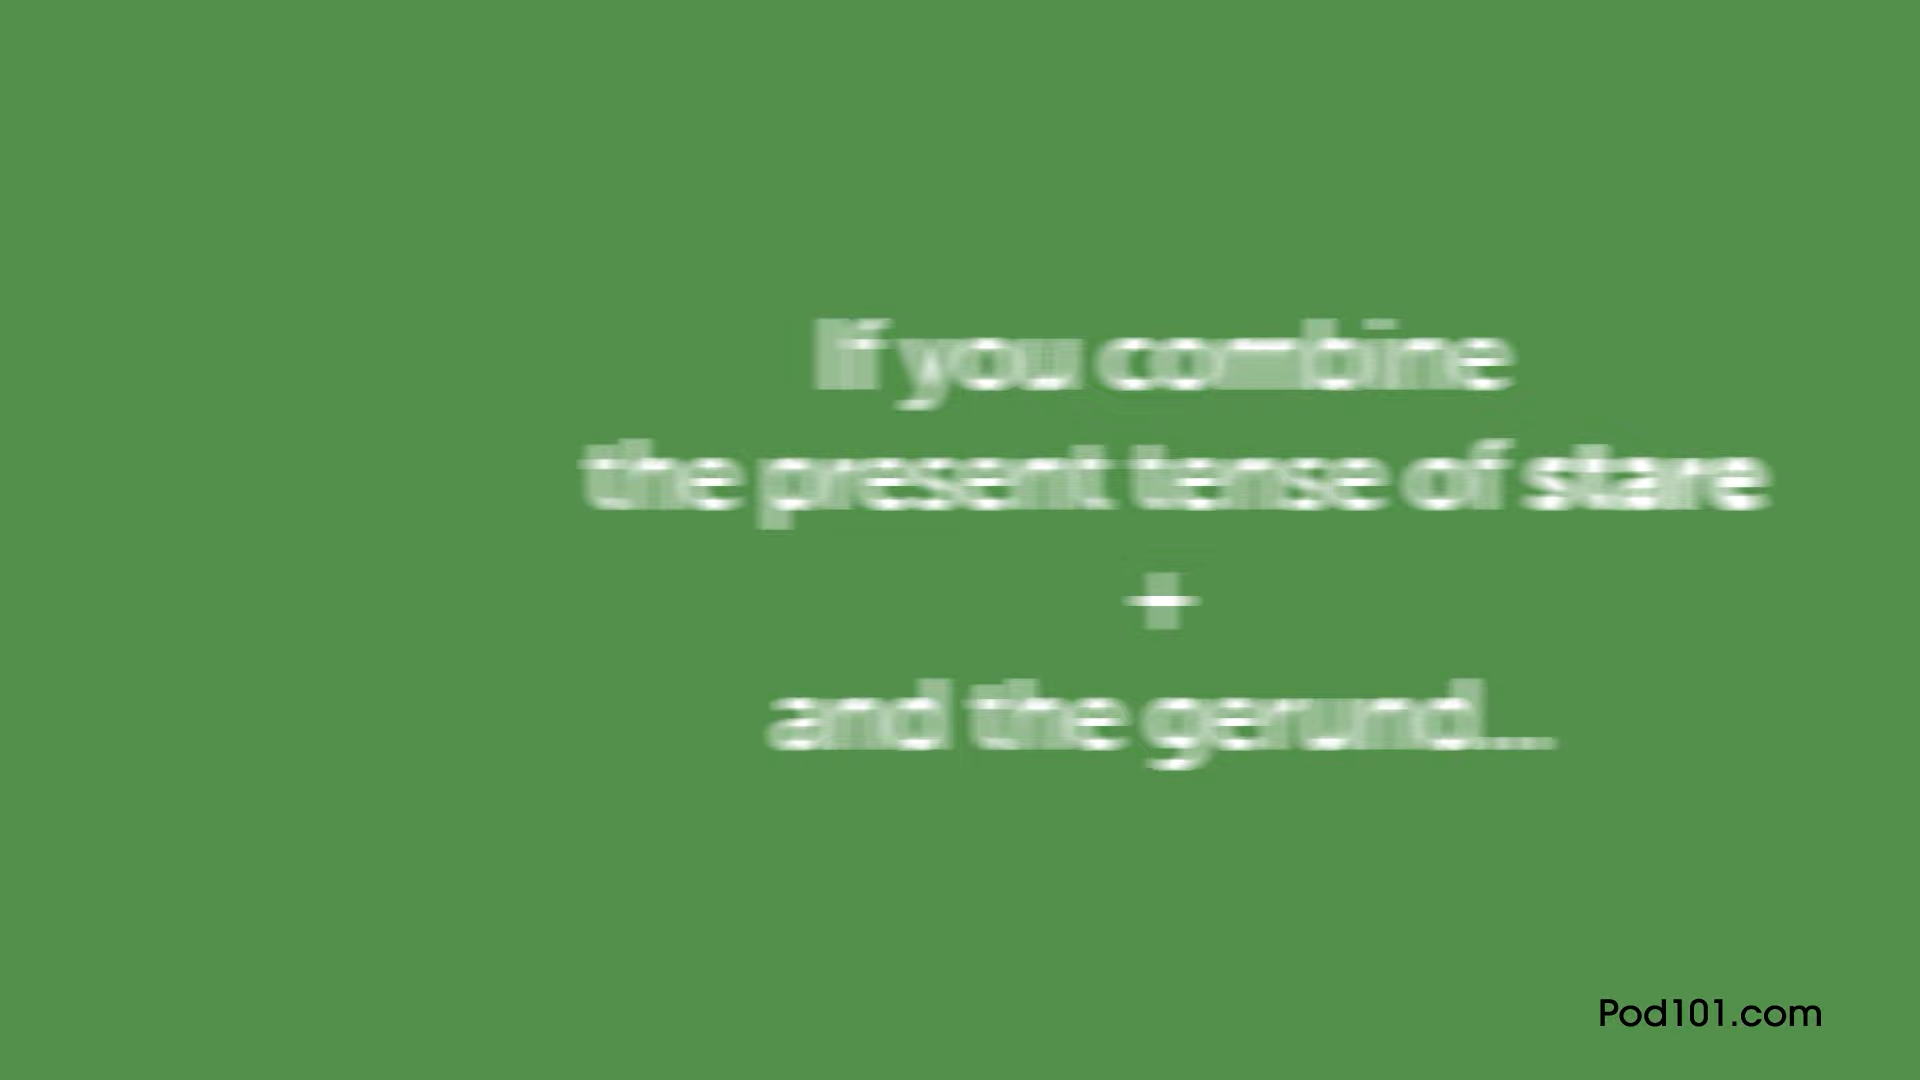 If you combine
the present tense of stare
+
and the gerund...
Pod101.com